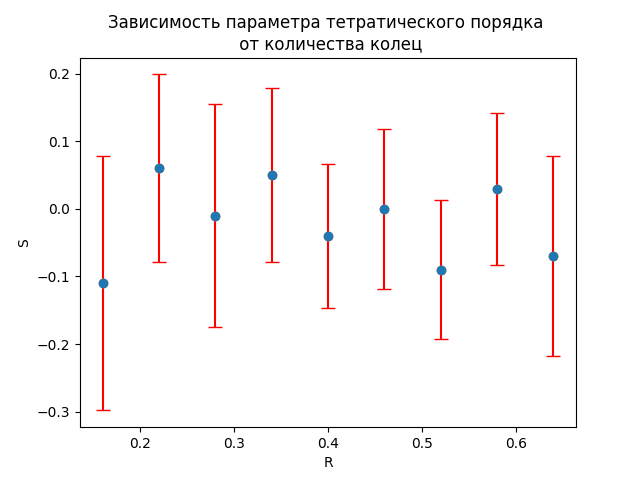 Зависимость параметра тетратического порядка
от количества колец
0.2
0.1
0.0
−0.1
−0.2
−0.3
S
0.2 0.3 0.4 0.5 0.6
R